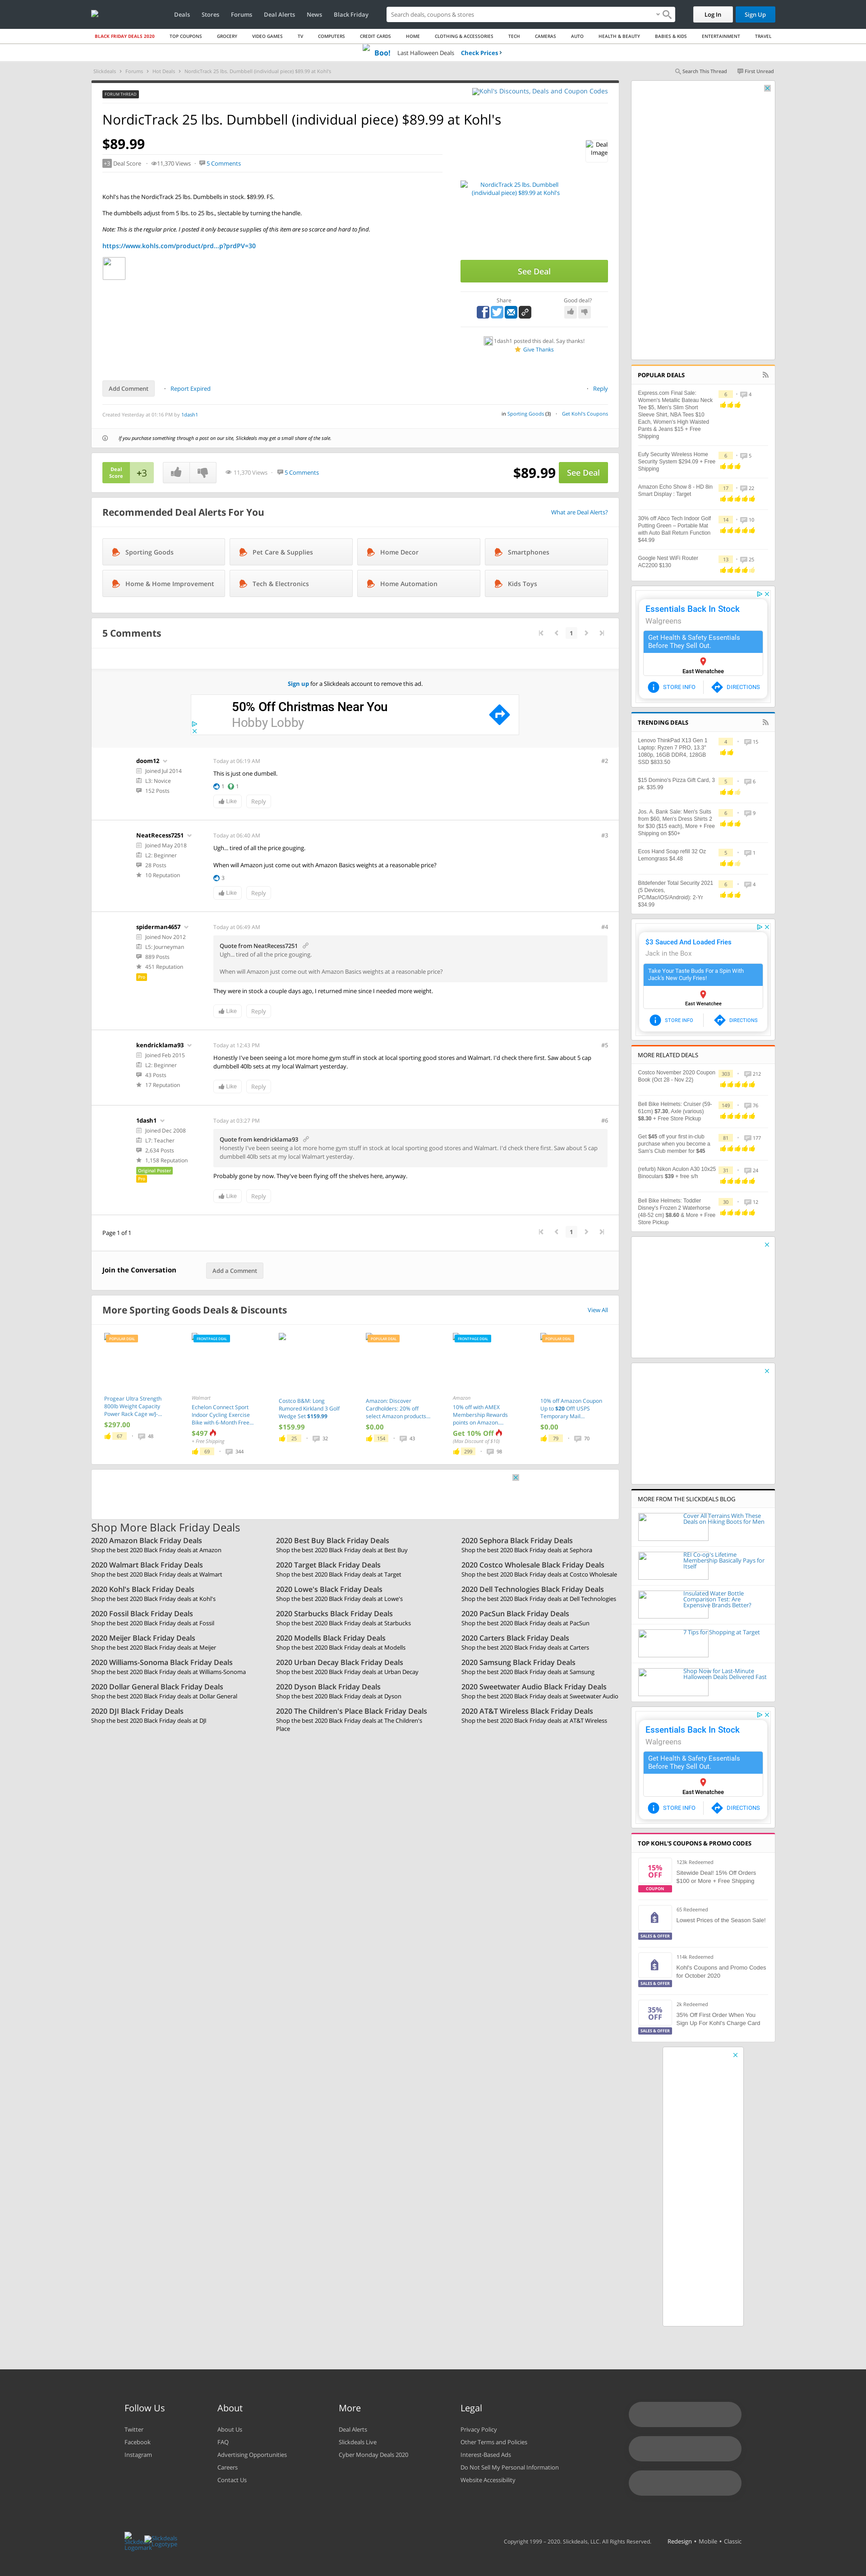 Deals Stores Forums Deal Alerts News Black Friday Search deals, coupons & stores Log In Sign Up
BLACK FRIDAY DEALS 2020 TOP COUPONS GROCERY VIDEO GAMES TV COMPUTERS CREDIT CARDS HOME CLOTHING & ACCESSORIES TECH CAMERAS AUTO HEALTH & BEAUTY BABIES & KIDS ENTERTAINMENT TRAVEL
Boo! Last Halloween Deals Check Prices
Slickdeals Forums Hot Deals NordicTrack 25 lbs. Dumbbell (individual piece) $89.99 at Kohl's
Search This Thread First Unread
FORUM THREAD
Kohl's Discounts, Deals and Coupon Codes
NordicTrack 25 lbs. Dumbbell (individual piece) $89.99 at Kohl's
$89.99
Deal Image
+3 Deal Score 11,370 Views 5 Comments
NordicTrack 25 lbs. Dumbbell (individual piece) $89.99 at Kohl's
Kohl's has the NordicTrack 25 lbs. Dumbbells in stock. $89.99. FS.
The dumbbells adjust from 5 lbs. to 25 lbs., slectable by turning the handle.
Note: This is the regular price. I posted it only because supplies of this item are so scarce and hard to find.
https://www.kohls.com/product/prd...p?prdPV=30
See Deal
Share Good deal?
1dash1 posted this deal. Say thanks!
Give Thanks
Add Comment Report Expired Reply
Created Yesterday at 01:16 PM by 1dash1
in Sporting Goods (3) Get Kohl's Coupons
If you purchase something through a post on our site, Slickdeals may get a small share of the sale.
Deal Score +3 11,370 Views 5 Comments $89.99 See Deal
Recommended Deal Alerts For You What are Deal Alerts?
Sporting Goods Pet Care & Supplies Home Decor Smartphones
Home & Home Improvement Tech & Electronics Home Automation Kids Toys
5 Comments 1
Sign up for a Slickdeals account to remove this ad.
50% Off Christmas Near You
Hobby Lobby
doom12 Today at 06:19 AM #2
Joined Jul 2014
L3: Novice
152 Posts
This is just one dumbell.
1 1
Like Reply
NeatRecess7251 Today at 06:40 AM #3
Joined May 2018
L2: Beginner
28 Posts
10 Reputation
Ugh... tired of all the price gouging.
When will Amazon just come out with Amazon Basics weights at a reasonable price?
3
Like Reply
spiderman4657 Today at 06:49 AM #4
Joined Nov 2012
L5: Journeyman
889 Posts
451 Reputation
Pro
Quote from NeatRecess7251
Ugh... tired of all the price gouging.
When will Amazon just come out with Amazon Basics weights at a reasonable price?
They were in stock a couple days ago, I returned mine since I needed more weight.
Like Reply
kendricklama93 Today at 12:43 PM #5
Joined Feb 2015
L2: Beginner
43 Posts
17 Reputation
Honestly I've been seeing a lot more home gym stuff in stock at local sporting good stores and Walmart. I'd check there first. Saw about 5 cap
dumbbell 40lb sets at my local Walmart yesterday.
Like Reply
1dash1 Today at 03:27 PM #6
Joined Dec 2008
L7: Teacher
2,634 Posts
1,158 Reputation
Original Poster
Pro
Quote from kendricklama93
Honestly I've been seeing a lot more home gym stuff in stock at local sporting good stores and Walmart. I'd check there first. Saw about 5 cap
dumbbell 40lb sets at my local Walmart yesterday.
Probably gone by now. They've been flying off the shelves here, anyway.
Like Reply
Page 1 of 1 1
Join the Conversation Add a Comment
More Sporting Goods Deals & Discounts View All
POPULAR DEAL
Progear Ultra Strength
800lb Weight Capacity
Power Rack Cage w/J-...
$297.00
67 48
FRONTPAGE DEAL
Walmart
Echelon Connect Sport
Indoor Cycling Exercise
Bike with 6-Month Free...
$497
+ Free Shipping
99 344
Costco B&M: Long
Rumored Kirkland 3 Golf
Wedge Set $159.99
$159.99
25 32
POPULAR DEAL
Amazon: Discover
Cardholders: 20% off
select Amazon products...
$0.00
154 43
FRONTPAGE DEAL
Amazon
10% off with AMEX
Membership Rewards
points on Amazon,...
Get 10% Off
(Max Discount of $10)
299 98
POPULAR DEAL
10% off Amazon Coupon
Up to $20 Off! USPS
Temporary Mail...
$0.00
79 70
Shop More Black Friday Deals
2020 Amazon Black Friday Deals
Shop the best 2020 Black Friday deals at Amazon
2020 Best Buy Black Friday Deals
Shop the best 2020 Black Friday deals at Best Buy
2020 Sephora Black Friday Deals
Shop the best 2020 Black Friday deals at Sephora
2020 Walmart Black Friday Deals
Shop the best 2020 Black Friday deals at Walmart
2020 Target Black Friday Deals
Shop the best 2020 Black Friday deals at Target
2020 Costco Wholesale Black Friday Deals
Shop the best 2020 Black Friday deals at Costco Wholesale
2020 Kohl's Black Friday Deals
Shop the best 2020 Black Friday deals at Kohl's
2020 Lowe's Black Friday Deals
Shop the best 2020 Black Friday deals at Lowe's
2020 Dell Technologies Black Friday Deals
Shop the best 2020 Black Friday deals at Dell Technologies
2020 Fossil Black Friday Deals
Shop the best 2020 Black Friday deals at Fossil
2020 Starbucks Black Friday Deals
Shop the best 2020 Black Friday deals at Starbucks
2020 PacSun Black Friday Deals
Shop the best 2020 Black Friday deals at PacSun
2020 Meijer Black Friday Deals
Shop the best 2020 Black Friday deals at Meijer
2020 Modells Black Friday Deals
Shop the best 2020 Black Friday deals at Modells
2020 Carters Black Friday Deals
Shop the best 2020 Black Friday deals at Carters
2020 Williams-Sonoma Black Friday Deals
Shop the best 2020 Black Friday deals at Williams-Sonoma
2020 Urban Decay Black Friday Deals
Shop the best 2020 Black Friday deals at Urban Decay
2020 Samsung Black Friday Deals
Shop the best 2020 Black Friday deals at Samsung
2020 Dollar General Black Friday Deals
Shop the best 2020 Black Friday deals at Dollar General
2020 Dyson Black Friday Deals
Shop the best 2020 Black Friday deals at Dyson
2020 Sweetwater Audio Black Friday Deals
Shop the best 2020 Black Friday deals at Sweetwater Audio
2020 DJI Black Friday Deals
Shop the best 2020 Black Friday deals at DJI
2020 The Children's Place Black Friday Deals
Shop the best 2020 Black Friday deals at The Children's
Place
2020 AT&T Wireless Black Friday Deals
Shop the best 2020 Black Friday deals at AT&T Wireless
POPULAR DEALS
Express.com Final Sale:
Women's Metallic Bateau Neck
Tee $5, Men's Slim Short
Sleeve Shirt, NBA Tees $10
Each, Women's High Waisted
Pants & Jeans $15 + Free
Shipping
6 4
Eufy Security Wireless Home
Security System $294.09 + Free
Shipping
6 5
Amazon Echo Show 8 - HD 8in
Smart Display : Target
17 22
30% off Abco Tech Indoor Golf
Putting Green – Portable Mat
with Auto Ball Return Function
$44.99
14 10
Google Nest WiFi Router
AC2200 $130
13 25
Essentials Back In Stock
Walgreens
Get Health & Safety Essentials
Before They Sell Out.
East Wenatchee
STORE INFO DIRECTIONS
TRENDING DEALS
Lenovo ThinkPad X13 Gen 1
Laptop: Ryzen 7 PRO, 13.3"
1080p, 16GB DDR4, 128GB
SSD $833.50
4 15
$15 Domino's Pizza Gift Card, 3
pk. $35.99
5 6
Jos. A. Bank Sale: Men's Suits
from $60, Men's Dress Shirts 2
for $30 ($15 each), More + Free
Shipping on $50+
6 9
Ecos Hand Soap refill 32 Oz
Lemongrass $4.48
5 1
Bitdefender Total Security 2021
(5 Devices,
PC/Mac/iOS/Android): 2-Yr
$34.99
6 4
$3 Sauced And Loaded Fries
Jack in the Box
Take Your Taste Buds For a Spin With
Jack's New Curly Fries!
East Wenatchee
STORE INFO DIRECTIONS
MORE RELATED DEALS
Costco November 2020 Coupon
Book (Oct 28 - Nov 22)
303 212
Bell Bike Helmets: Cruiser (59-
61cm) $7.30, Axle (various)
$8.30 + Free Store Pickup
149 76
Get $45 off your first in-club
purchase when you become a
Sam's Club member for $45
81 177
(refurb) Nikon Aculon A30 10x25
Binoculars $39 + free s/h
31 24
Bell Bike Helmets: Toddler
Disney's Frozen 2 Waterhorse
(48-52 cm) $8.60 & More + Free
Store Pickup
30 12
MORE FROM THE SLICKDEALS BLOG
Cover All Terrains With These
Deals on Hiking Boots for Men
REI Co-op's Lifetime
Membership Basically Pays for
Itself
Insulated Water Bottle
Comparison Test: Are
Expensive Brands Better?
7 Tips for Shopping at Target
Shop Now for Last-Minute
Halloween Deals Delivered Fast
Essentials Back In Stock
Walgreens
Get Health & Safety Essentials
Before They Sell Out.
East Wenatchee
STORE INFO DIRECTIONS
TOP KOHL'S COUPONS & PROMO CODES
15% OFF COUPON
123k Redeemed
Sitewide Deal! 15% Off Orders
$100 or More + Free Shipping
SALES & OFFER
65 Redeemed
Lowest Prices of the Season Sale!
SALES & OFFER
114k Redeemed
Kohl's Coupons and Promo Codes
for October 2020
35% OFF SALES & OFFER
2k Redeemed
35% Off First Order When You
Sign Up For Kohl's Charge Card
Follow Us
Twitter
Facebook
Instagram
About
About Us
FAQ
Advertising Opportunities
Careers
Contact Us
More
Deal Alerts
Slickdeals Live
Cyber Monday Deals 2020
Legal
Privacy Policy
Other Terms and Policies
Interest-Based Ads
Do Not Sell My Personal Information
Website Accessibility
Slickdeals Logomark Slickdeals Logotype
Copyright 1999 – 2020. Slickdeals, LLC. All Rights Reserved. Redesign • Mobile • Classic